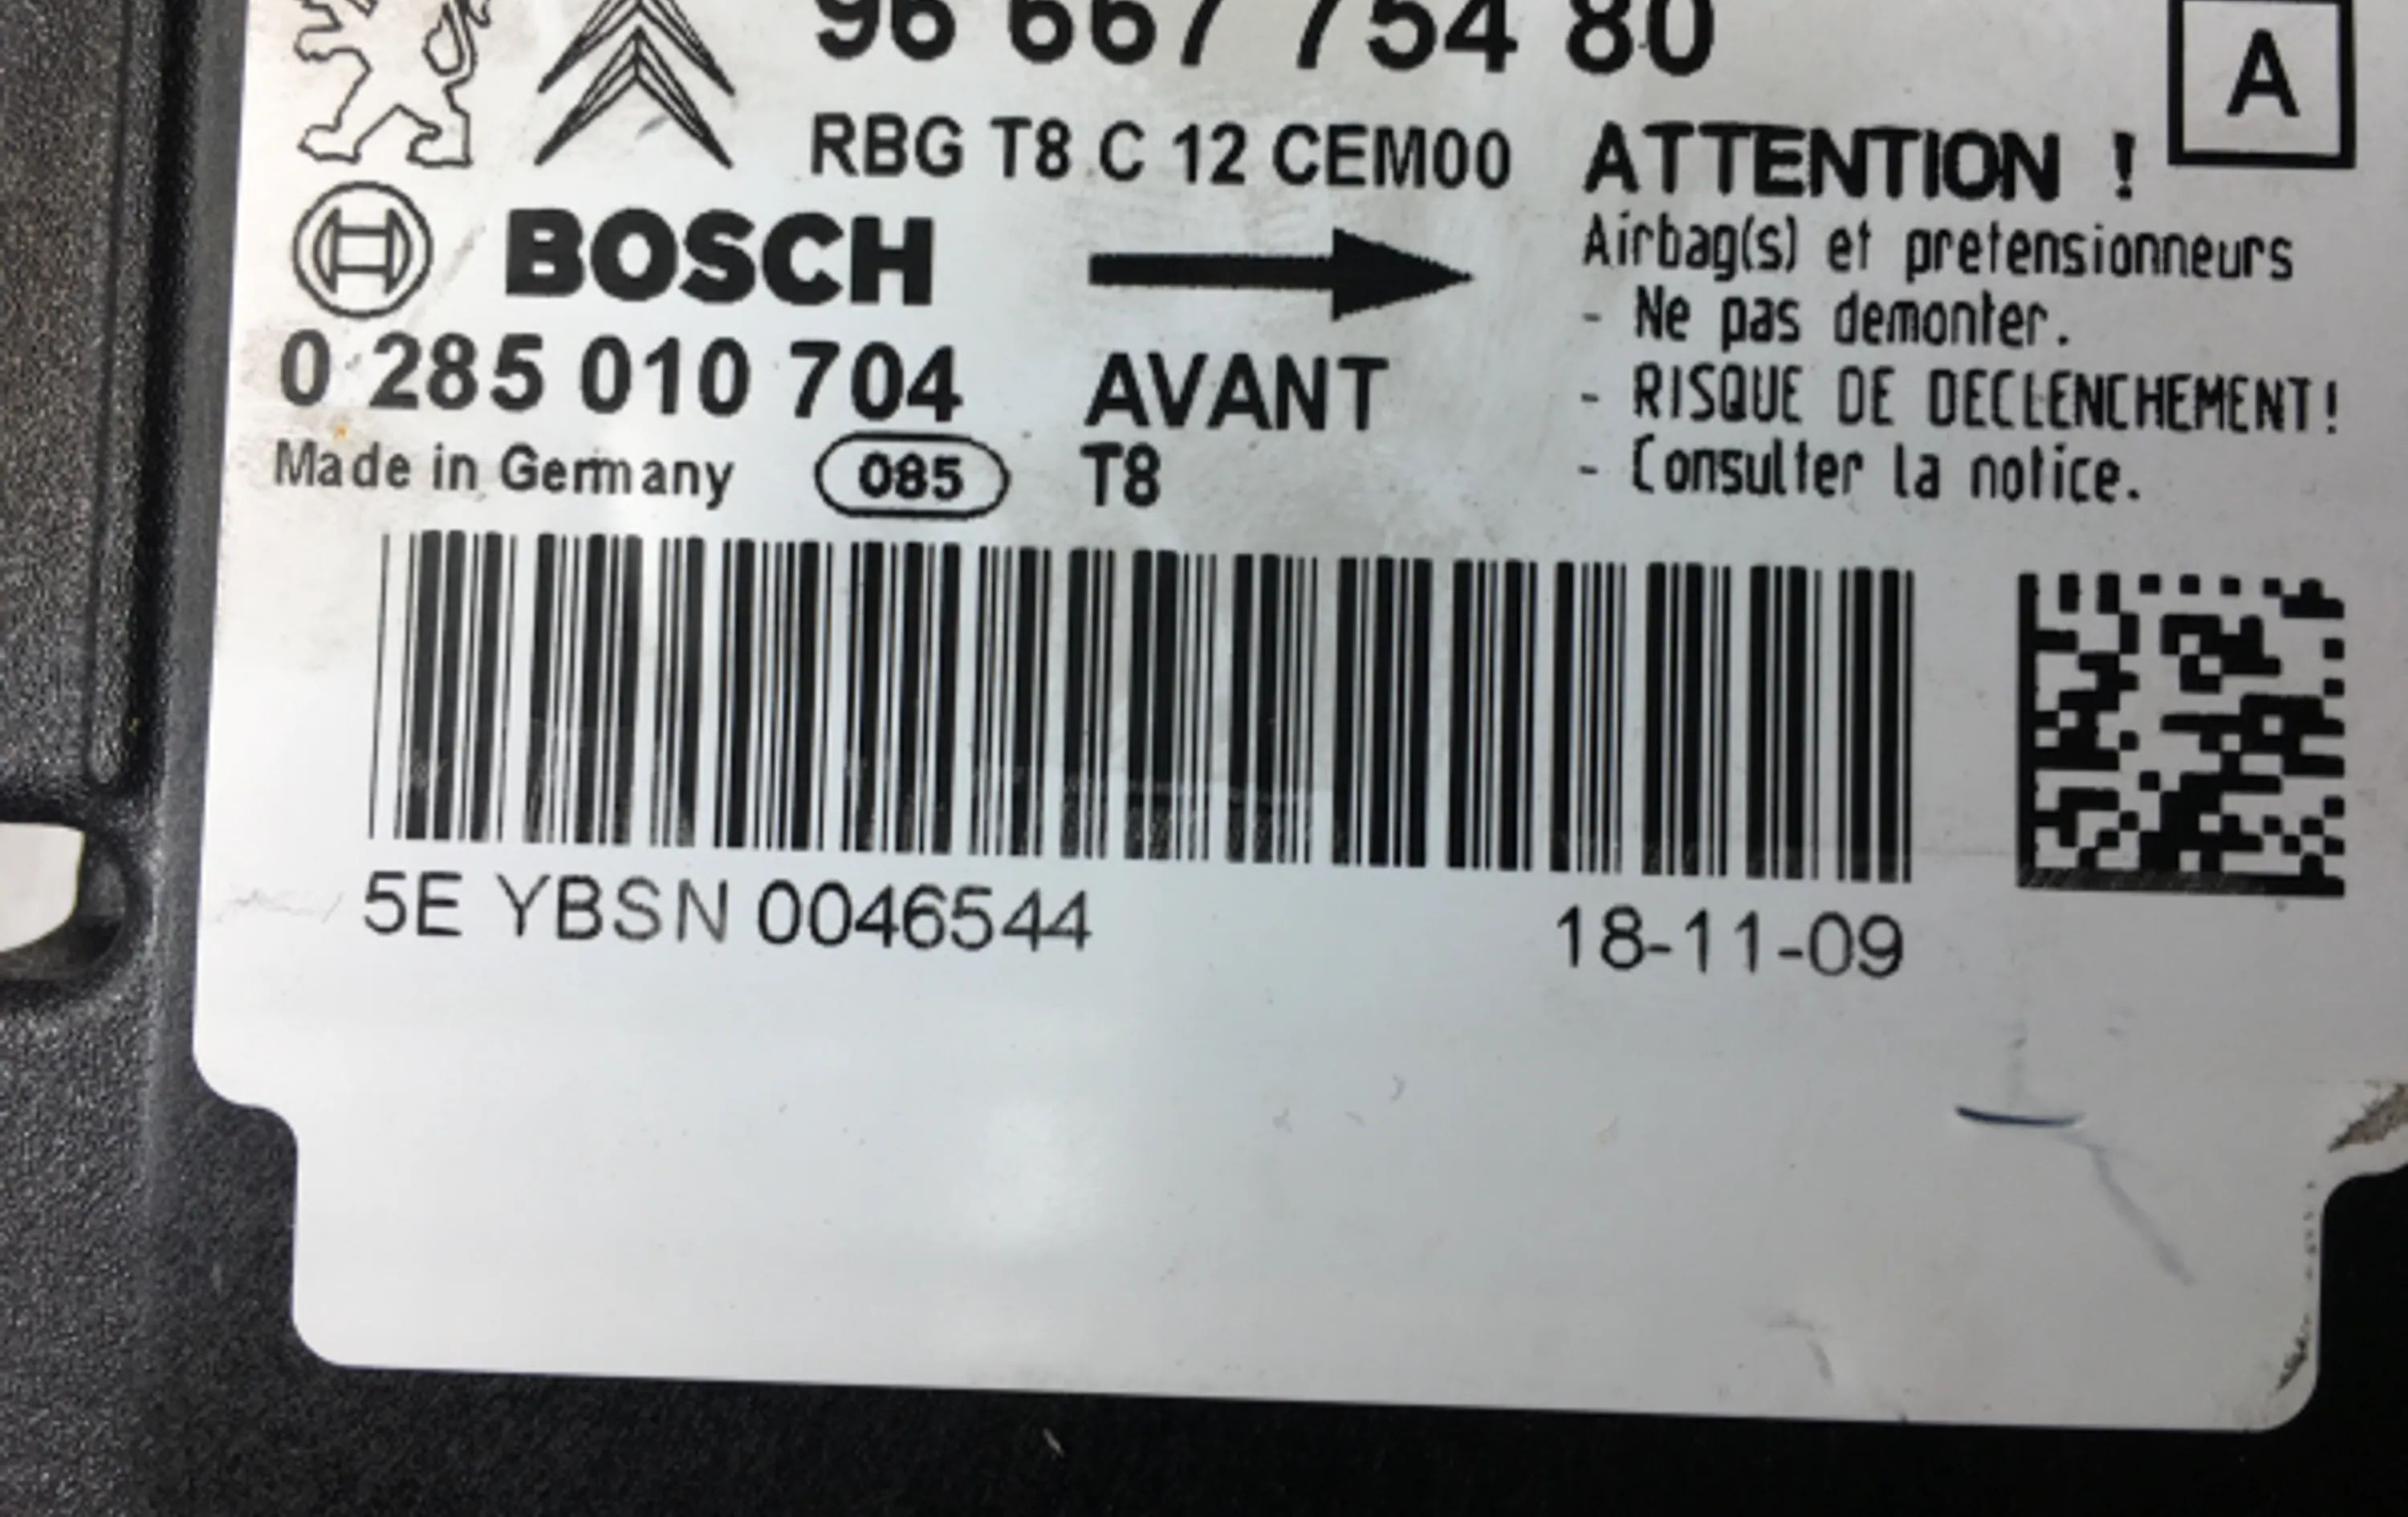 96 667 754 80
A
RBG T8 C 12 CEM00
BOSCH
0 285 010 704
Made in Germany
085
AVANT
T8
ATTENTION !
Airbag(s) et pretensionneurs
- Ne pas demonter.
- RISQUE DE DECLENCHEMENT!
- Consulter la notice.
5E YBSN 0046544
18-11-09